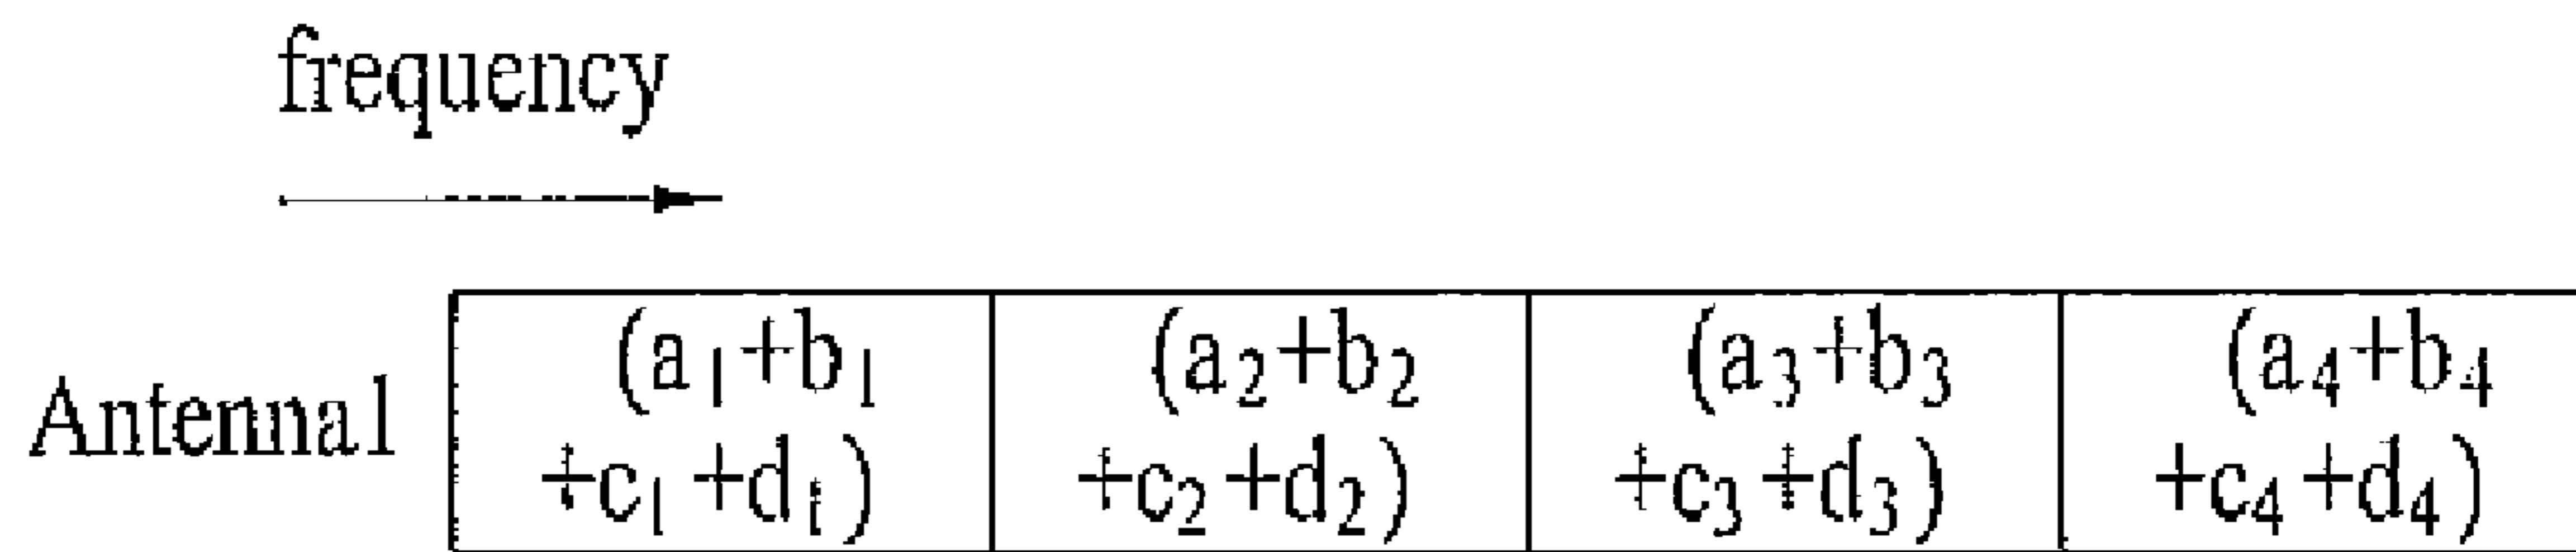 frequency
Antenna1
(a₁+b₁ +c₁+d₁)
(a₂+b₂ +c₂+d₂)
(a₃+b₃ +c₃+d₃)
(a₄+b₄ +c₄+d₄)